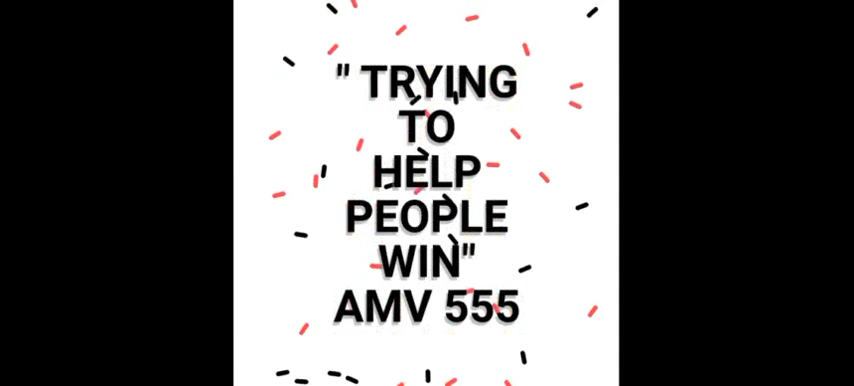 " TRYING
TO
HELP
PEOPLE
WIN"
AMV 555